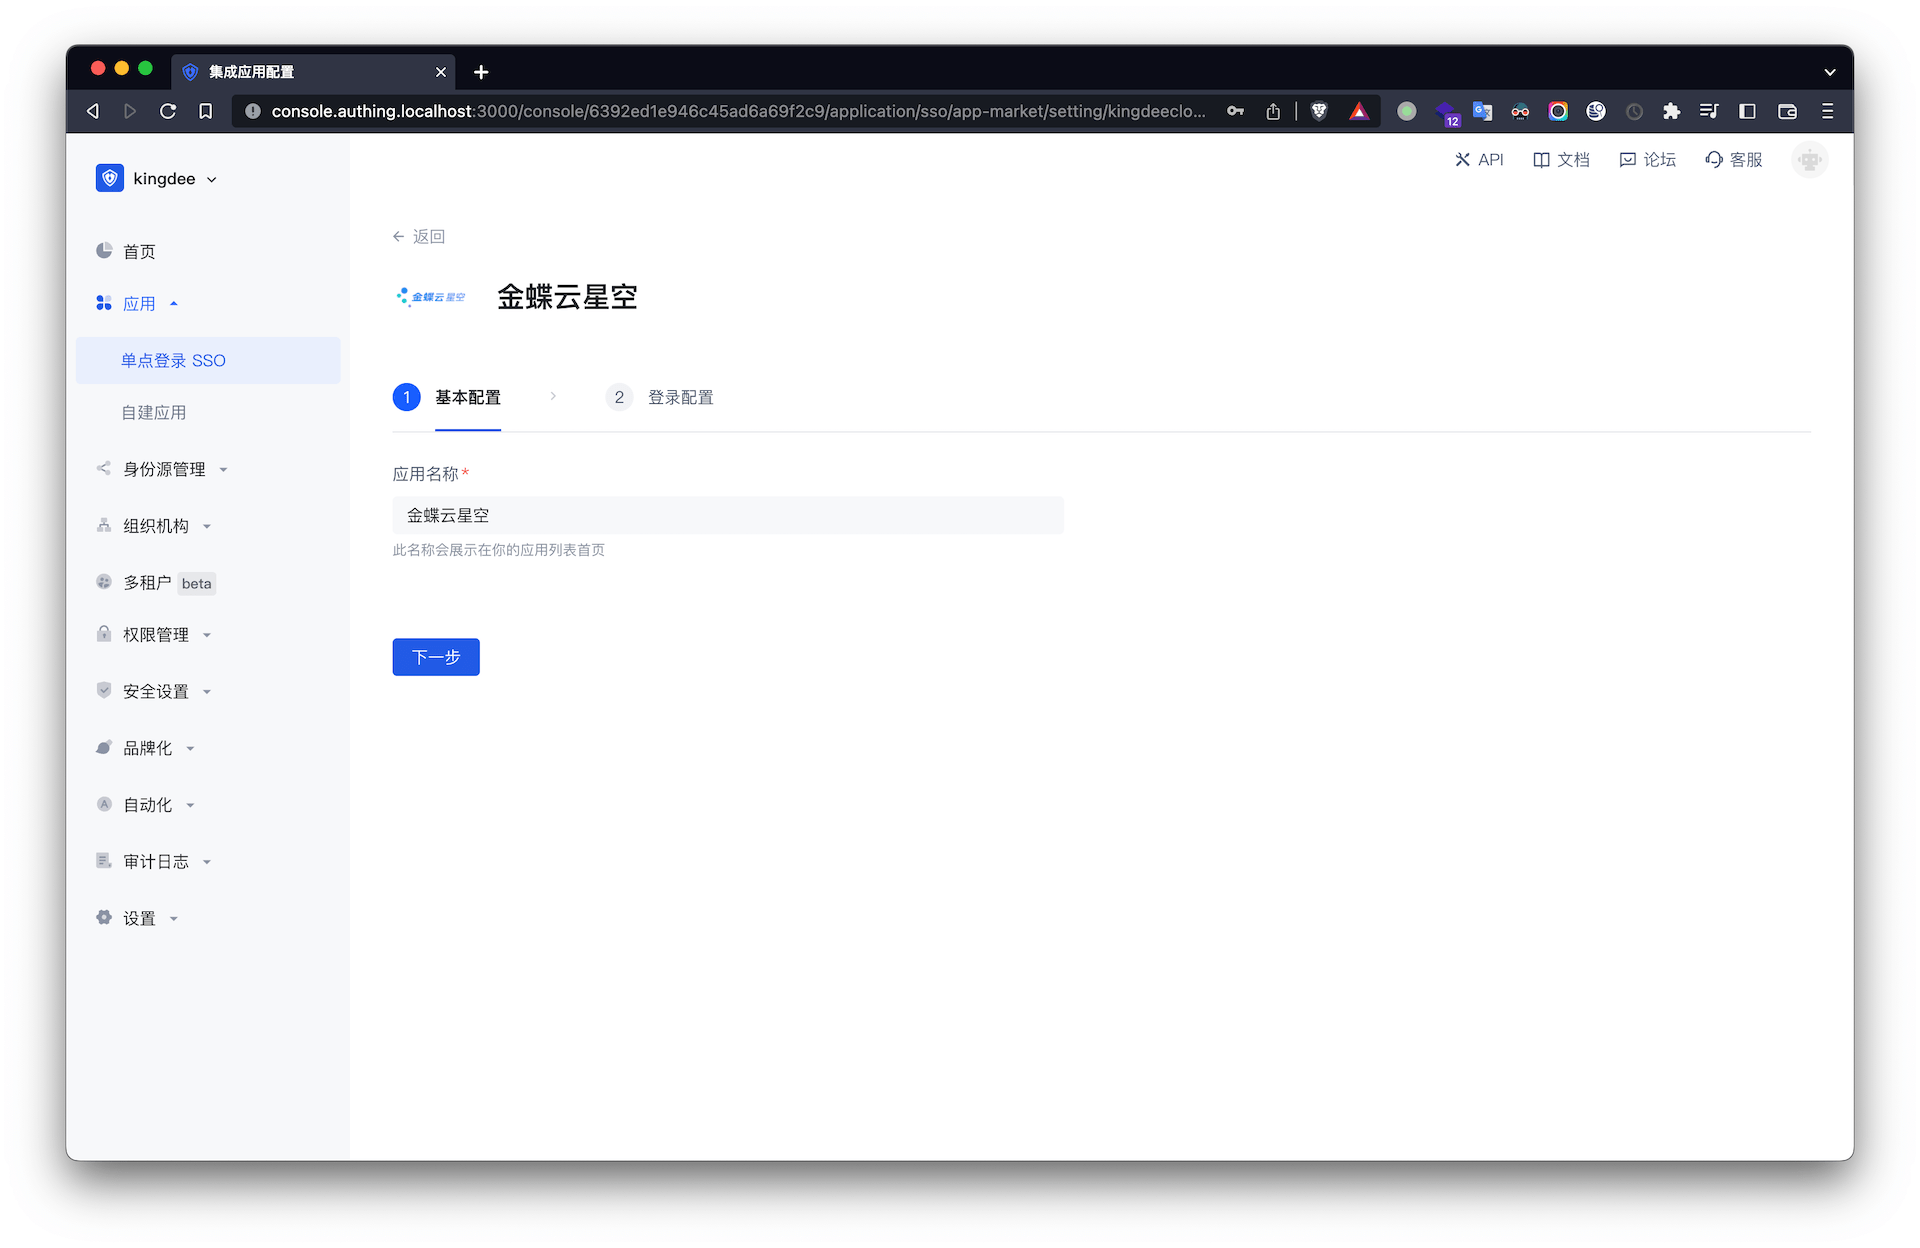 集成应用配置
console.authing.localhost:3000/console/6392ed1e946c45ad6a69f2c9/application/sso/app-market/setting/kingdeeclo...
12
kingdee
API 文档 论坛 客服
首页
应用
单点登录 SSO
自建应用
身份源管理
组织机构
多租户 beta
权限管理
安全设置
品牌化
自动化
审计日志
设置
返回
金蝶云星空 金蝶云星空
1 基本配置 2 登录配置
应用名称*
金蝶云星空
此名称会展示在你的应用列表首页
下一步